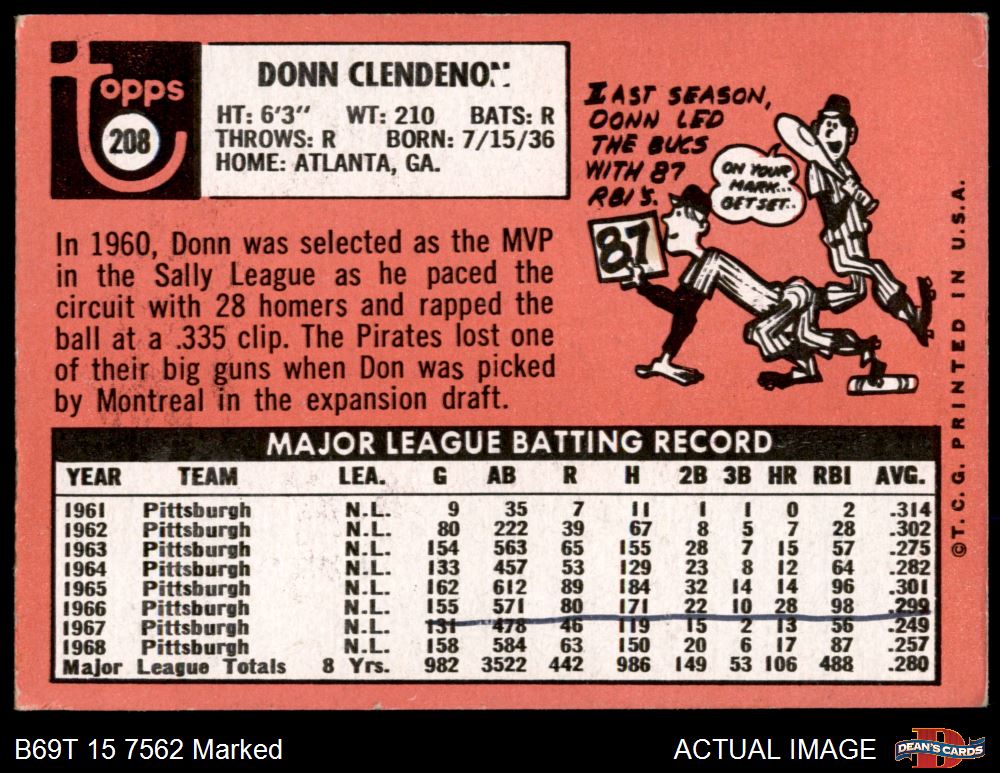 topps
208
DONN CLENDENON
HT: 6'3" WT: 210 BATS: R
THROWS: R BORN: 7/15/36
HOME: ATLANTA, GA.
LAST SEASON,
DONN LED
THE BUCS
WITH 87
RBI'S.
ON YOUR
MARK...
GET SET..
87
In 1960, Donn was selected as the MVP
in the Sally League as he paced the
circuit with 28 homers and rapped the
ball at a .335 clip. The Pirates lost one
of their big guns when Don was picked
by Montreal in the expansion draft.
MAJOR LEAGUE BATTING RECORD
YEAR TEAM LEA. G AB R H 2B 3B HR RBI AVG.
1961 Pittsburgh N.L. 9 35 7 11 1 1 0 2 .314
1962 Pittsburgh N.L. 80 222 39 67 8 5 7 28 .302
1963 Pittsburgh N.L. 154 563 65 155 28 7 15 57 .275
1964 Pittsburgh N.L. 133 457 53 129 23 8 12 64 .282
1965 Pittsburgh N.L. 162 612 89 184 32 14 14 96 .301
1966 Pittsburgh N.L. 155 571 80 171 22 10 28 98 .299
1967 Pittsburgh N.L. 131 478 46 119 15 2 13 56 .249
1968 Pittsburgh N.L. 158 584 63 150 20 6 17 87 .257
Major League Totals 8 Yrs. 982 3522 442 986 149 53 106 488 .280
© T. C. G. PRINTED IN U.S.A.
B69T 15 7562 Marked
ACTUAL IMAGE
DEAN'S CARDS